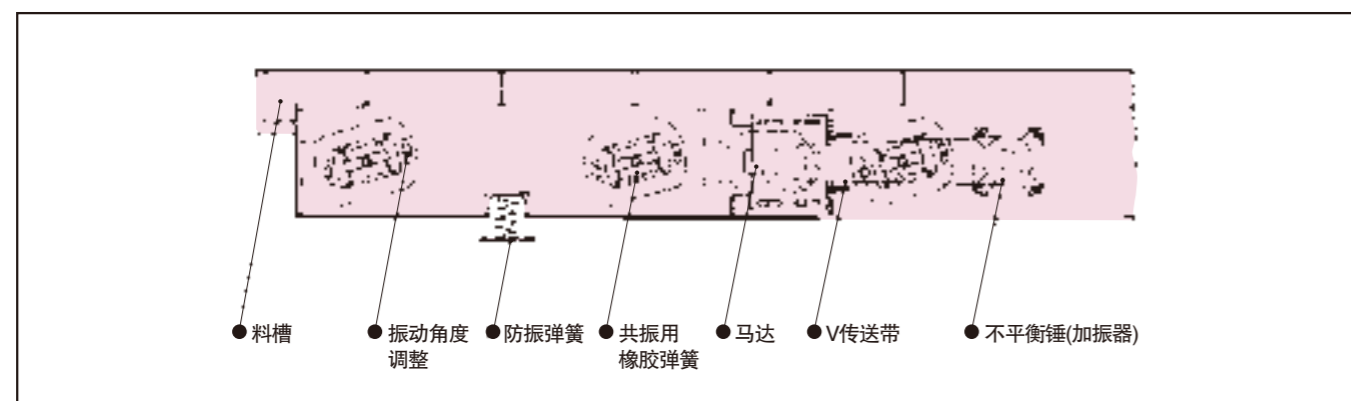 料槽
振动角度
调整
防振弹簧
共振用
橡胶弹簧
马达
V传送带
不平衡锤(加振器)